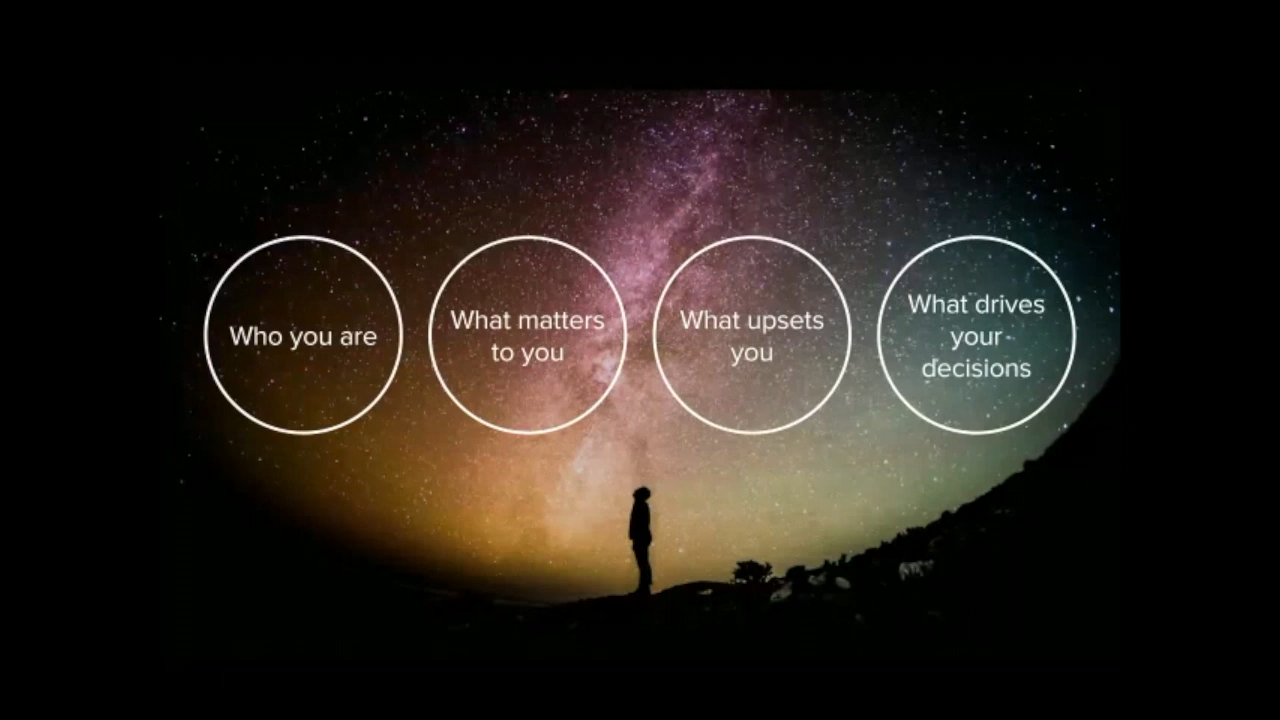 Who you are
What matters
to you
What upsets
you
What drives
your
decisions